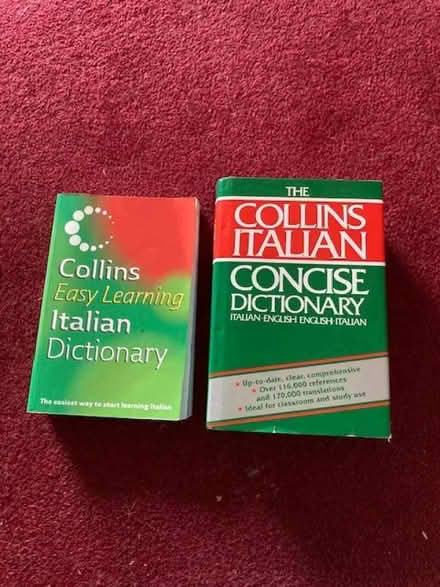 Collins
Easy Learning
Italian
Dictionary
The easiest way to start learning Italian
THE
COLLINS
ITALIAN
CONCISE
DICTIONARY
ITALIAN-ENGLISH ENGLISH-ITALIAN
• Up-to-date, clear, comprehensive
• Over 116,000 references
and 170,000 translations
• Ideal for classroom and study use